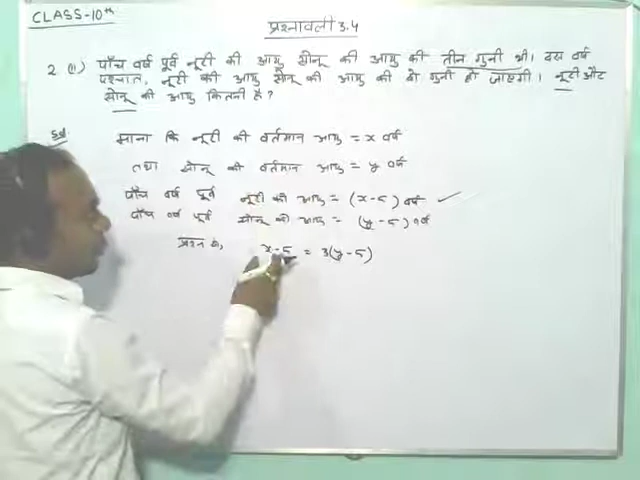 CLASS-10th
प्रश्नावली 3.4
2 (ii) पाँच वर्ष पूर्व नूरी की आयु सोनू की आयु की तीन गुनी थी। दस वर्ष
पश्चात, नूरी की आयु सोनू की आयु की दो गुनी हो जाएगी। नूरी और
सोनू की आयु कितनी है?
हल
माना कि नूरी की वर्तमान आयु = x वर्ष
तथा सोनू की वर्तमान आयु = y वर्ष
पाँच वर्ष पूर्व नूरी की आयु = (x-5) वर्ष
पाँच वर्ष पूर्व सोनू की आयु = (y-5) वर्ष
प्रश्न से, x-5 = 3(y-5)